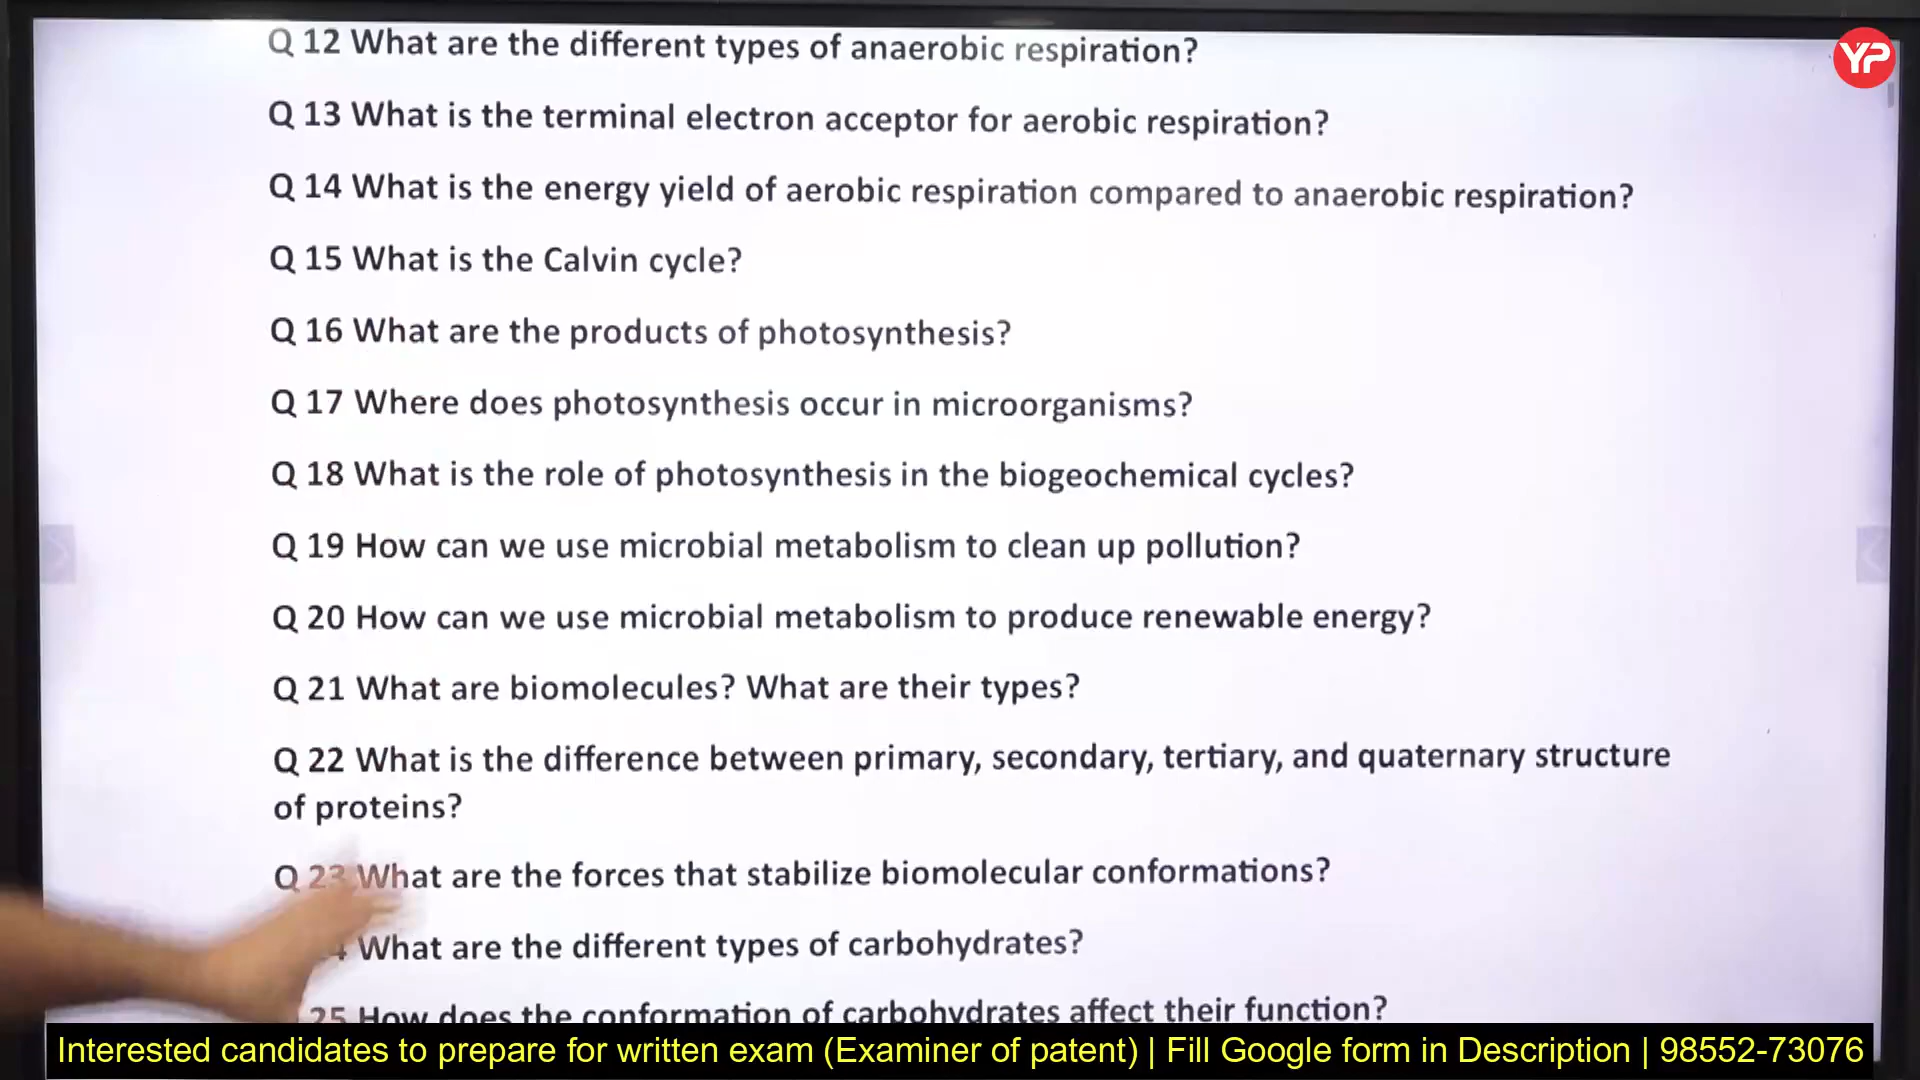 YP
Q 12 What are the different types of anaerobic respiration?
Q 13 What is the terminal electron acceptor for aerobic respiration?
Q 14 What is the energy yield of aerobic respiration compared to anaerobic respiration?
Q 15 What is the Calvin cycle?
Q 16 What are the products of photosynthesis?
Q 17 Where does photosynthesis occur in microorganisms?
Q 18 What is the role of photosynthesis in the biogeochemical cycles?
Q 19 How can we use microbial metabolism to clean up pollution?
Q 20 How can we use microbial metabolism to produce renewable energy?
Q 21 What are biomolecules? What are their types?
Q 22 What is the difference between primary, secondary, tertiary, and quaternary structure
of proteins?
Q 23 What are the forces that stabilize biomolecular conformations?
What are the different types of carbohydrates?
25 How does the conformation of carbohydrates affect their function?
Interested candidates to prepare for written exam (Examiner of patent) | Fill Google form in Description | 98552-73076